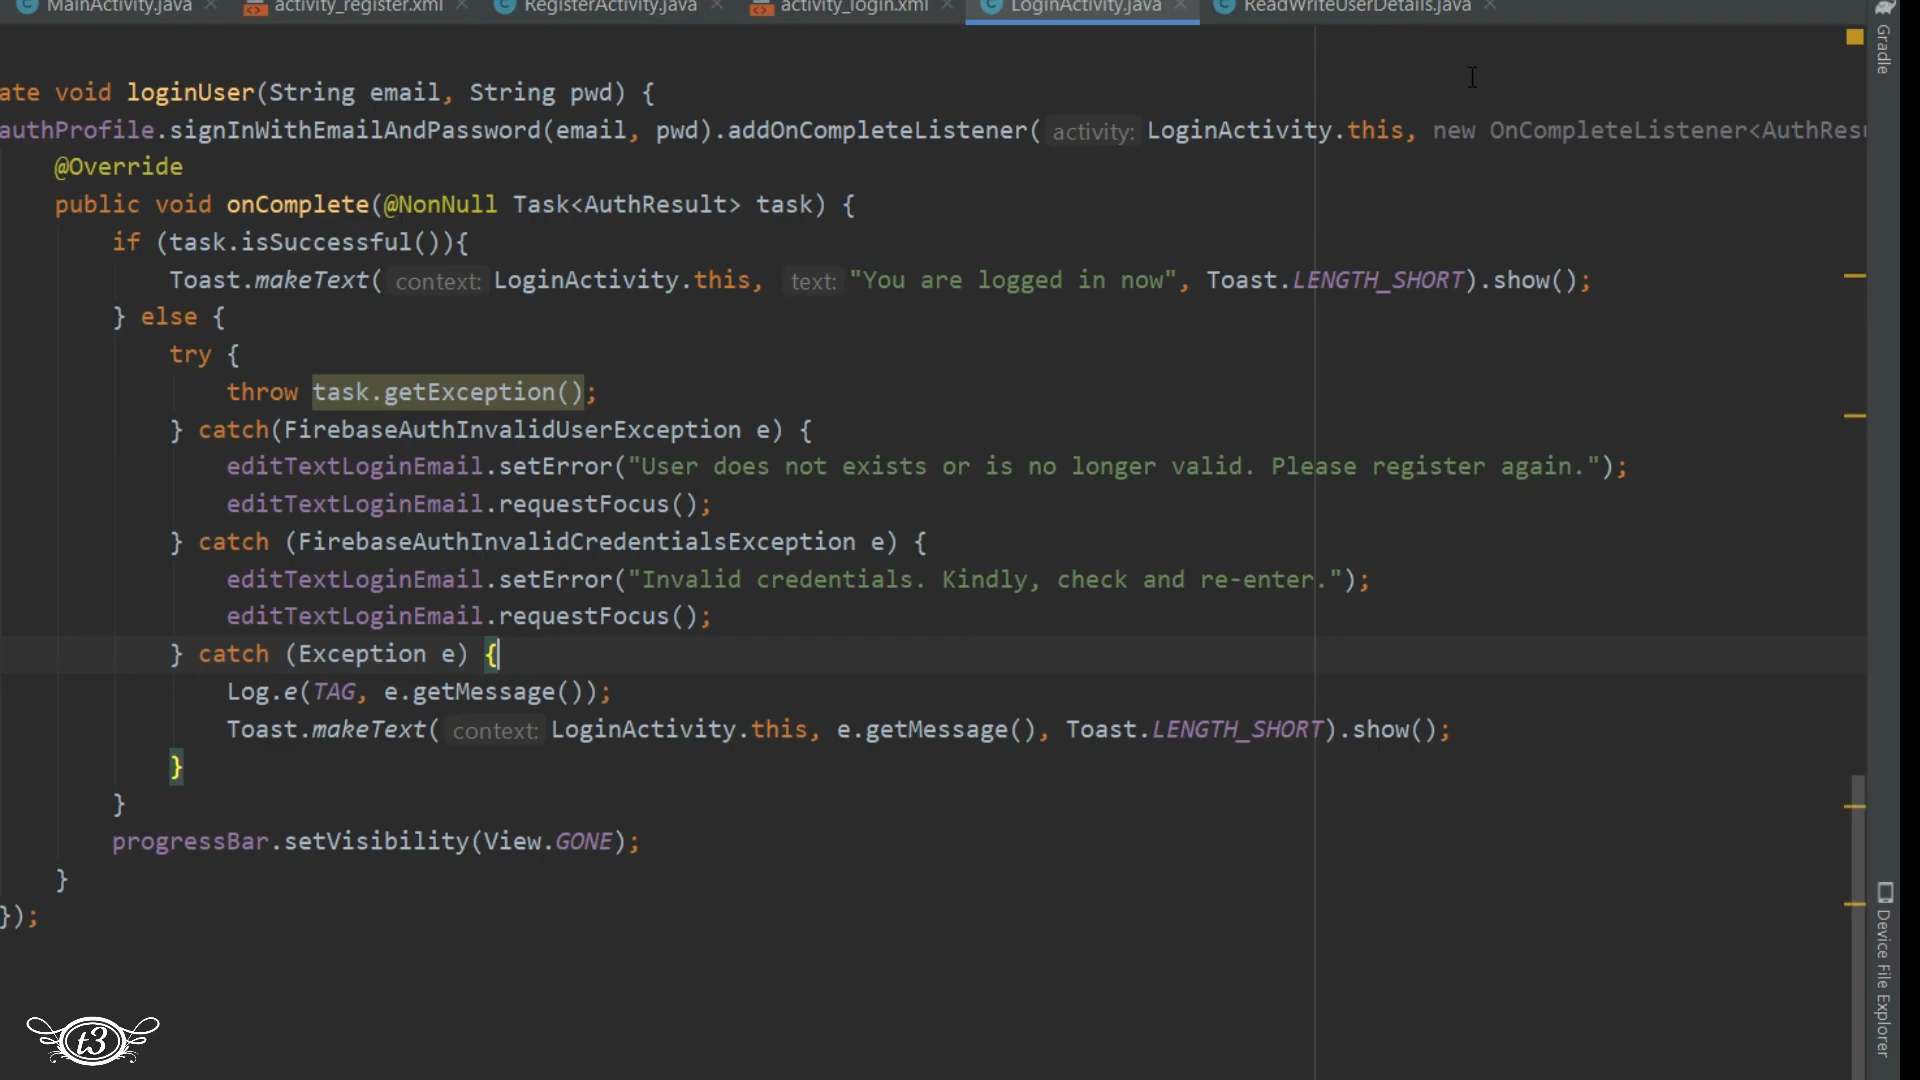 MainActivity.java
activity_register.xml
RegisterActivity.java
activity_login.xml
LoginActivity.java
ReadWriteUserDetails.java
Gradle
ate void loginUser(String email, String pwd) {
authProfile.signInWithEmailAndPassword(email, pwd).addOnCompleteListener( activity: LoginActivity.this, new OnCompleteListener<AuthResu
@Override
public void onComplete(@NonNull Task<AuthResult> task) {
if (task.isSuccessful()){
Toast.makeText( context: LoginActivity.this, text: "You are logged in now", Toast.LENGTH_SHORT).show();
} else {
try {
throw task.getException();
} catch(FirebaseAuthInvalidUserException e) {
editTextLoginEmail.setError("User does not exists or is no longer valid. Please register again.");
editTextLoginEmail.requestFocus();
} catch (FirebaseAuthInvalidCredentialsException e) {
editTextLoginEmail.setError("Invalid credentials. Kindly, check and re-enter.");
editTextLoginEmail.requestFocus();
} catch (Exception e) {
Log.e(TAG, e.getMessage());
Toast.makeText( context: LoginActivity.this, e.getMessage(), Toast.LENGTH_SHORT).show();
}
}
progressBar.setVisibility(View.GONE);
}
});
Device File Explorer
t3